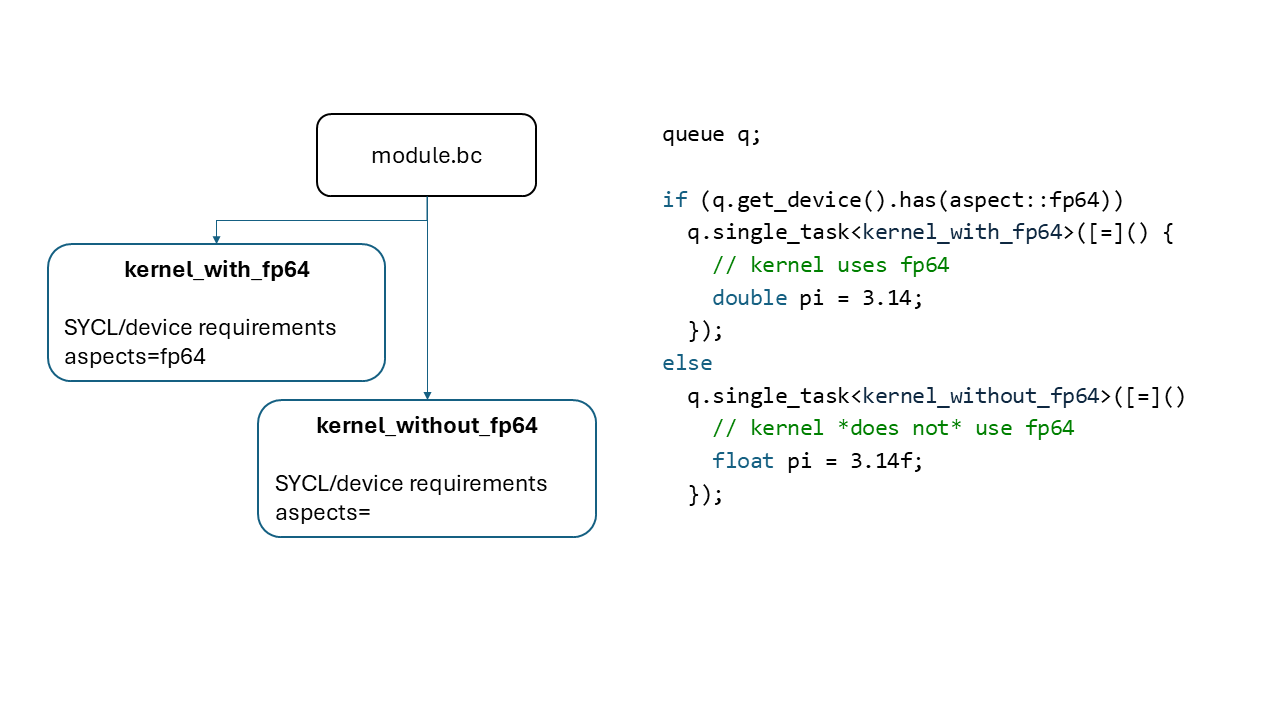 module.bc
kernel_with_fp64
SYCL/device requirements
aspects=fp64
kernel_without_fp64
SYCL/device requirements
aspects=
queue q;
if (q.get_device().has(aspect::fp64))
  q.single_task<kernel_with_fp64>([=]() {
    // kernel uses fp64
    double pi = 3.14;
  });
else
  q.single_task<kernel_without_fp64>([=]()
    // kernel *does not* use fp64
    float pi = 3.14f;
  });